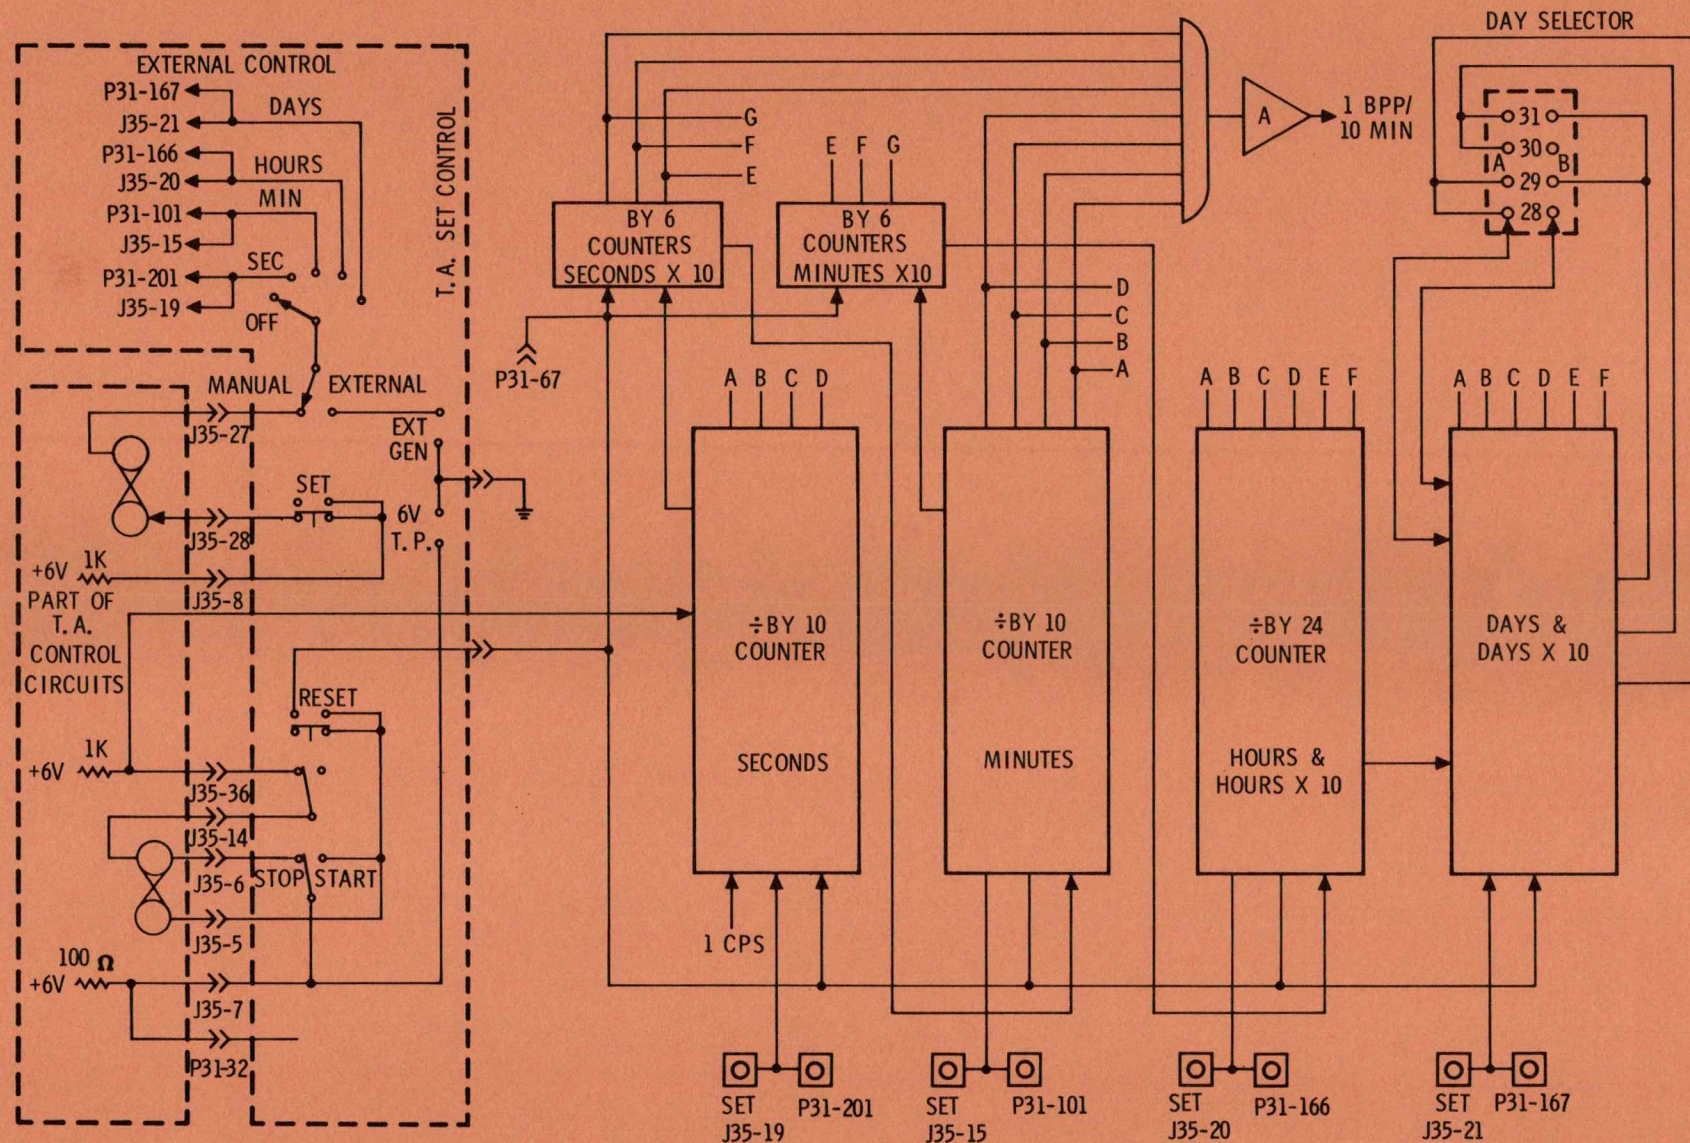 EXTERNAL CONTROL
P31-167
DAYS
J35-21
P31-166
HOURS
J35-20
P31-101
MIN
J35-15
SEC
P31-201
J35-19
OFF
T. A. SET CONTROL
MANUAL
EXTERNAL
J35-27
EXT
GEN
SET
6V
T. P.
J35-28
+6V
1K
J35-8
PART OF
T. A.
CONTROL
CIRCUITS
RESET
+6V
1K
J35-36
J35-14
J35-6
STOP
START
J35-5
+6V
100 Ω
J35-7
P31-32
G
F
E
E F G
BY 6
COUNTERS
SECONDS X 10
BY 6
COUNTERS
MINUTES X10
P31-67
A
1 BPP/
10 MIN
D
C
B
A
DAY SELECTOR
31
30
A
B
29
28
A B C D
÷BY 10
COUNTER
SECONDS
1 CPS
÷BY 10
COUNTER
MINUTES
A B C D E F
÷BY 24
COUNTER
HOURS &
HOURS X 10
A B C D E F
DAYS &
DAYS X 10
SET
J35-19
P31-201
SET
J35-15
P31-101
SET
J35-20
P31-166
SET
J35-21
P31-167